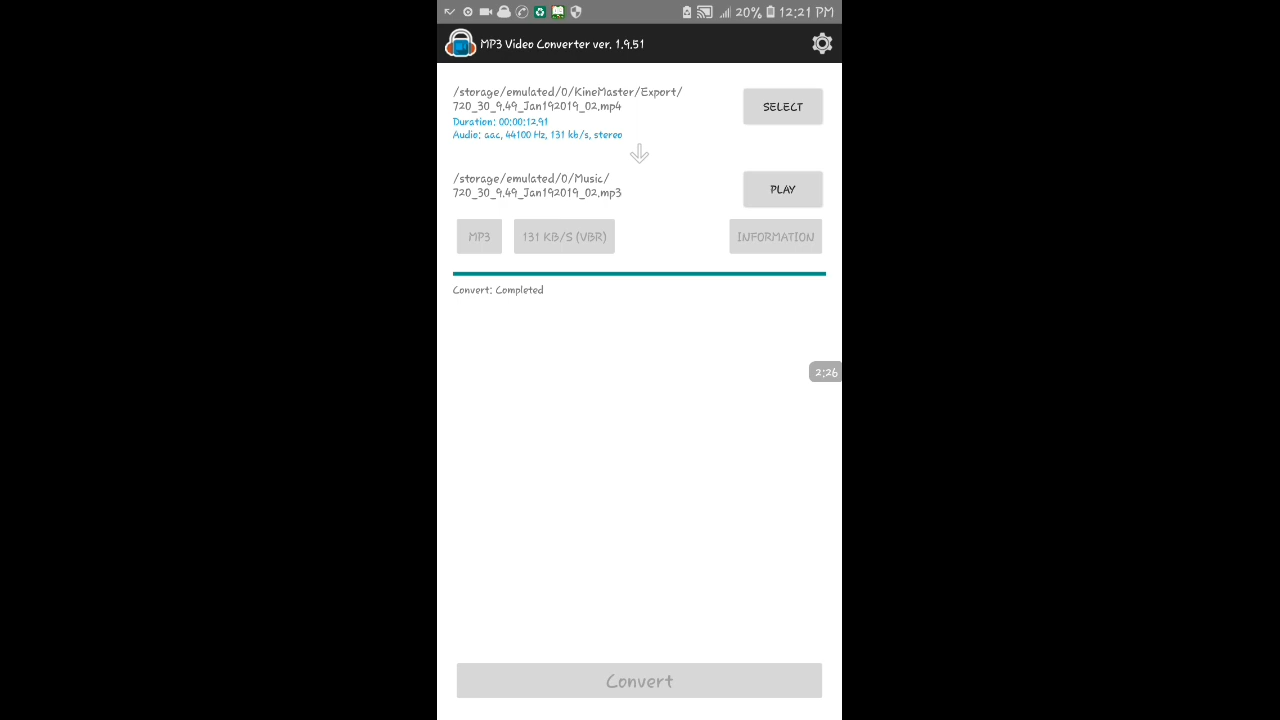 20% 12:21 PM
MP3 Video Converter ver. 1.9.51
/storage/emulated/0/KineMaster/Export/
720_30_9.49_Jan192019_02.mp4
SELECT
Duration: 00:00:12.91
Audio: aac, 44100 Hz, 131 kb/s, stereo
/storage/emulated/0/Music/
720_30_9.49_Jan192019_02.mp3
PLAY
MP3
131 KB/S (VBR)
INFORMATION
Convert: Completed
2:26
Convert